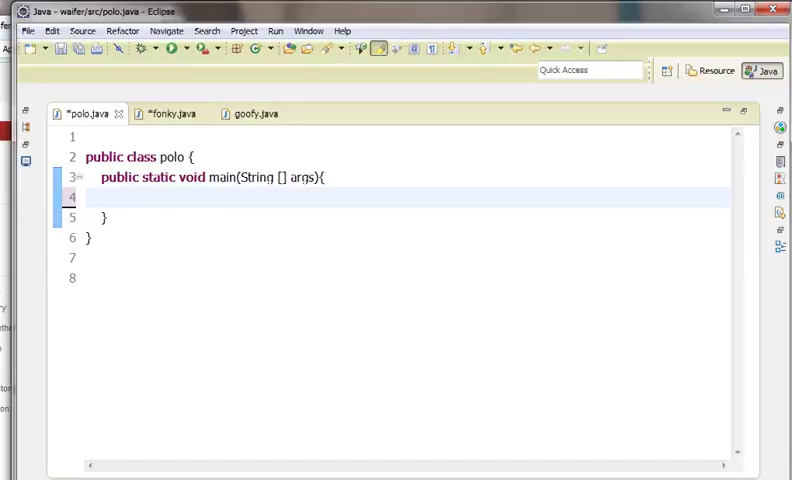 Java - waifer/src/polo.java - Eclipse
File Edit Source Refactor Navigate Search Project Run Window Help
Quick Access
Resource
Java
*polo.java
*fonky.java
goofy.java
1
2 public class polo {
3 public static void main(String [] args){
4
5 }
6 }
7
8